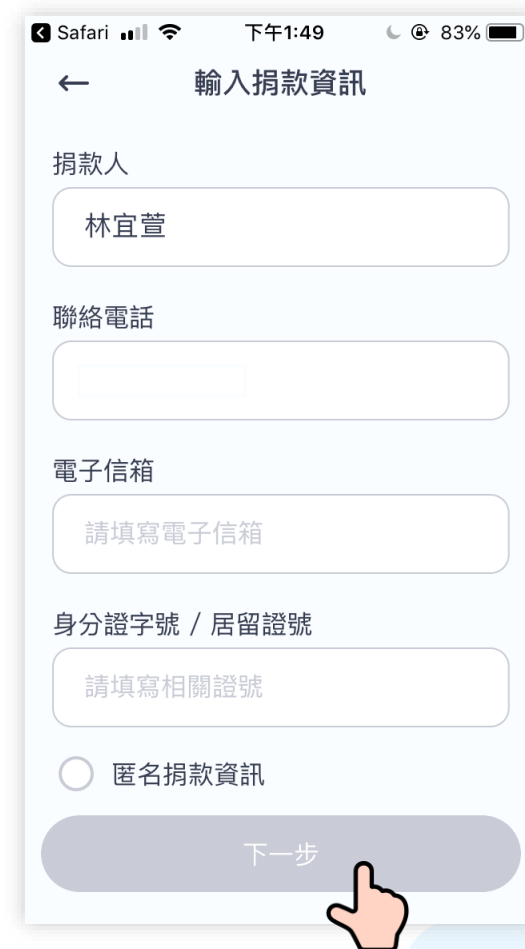 Safari 下午1:49 83%
輸入捐款資訊
捐款人
林宜萱
聯絡電話
電子信箱
請填寫電子信箱
身分證字號 / 居留證號
請填寫相關證號
匿名捐款資訊
下一步